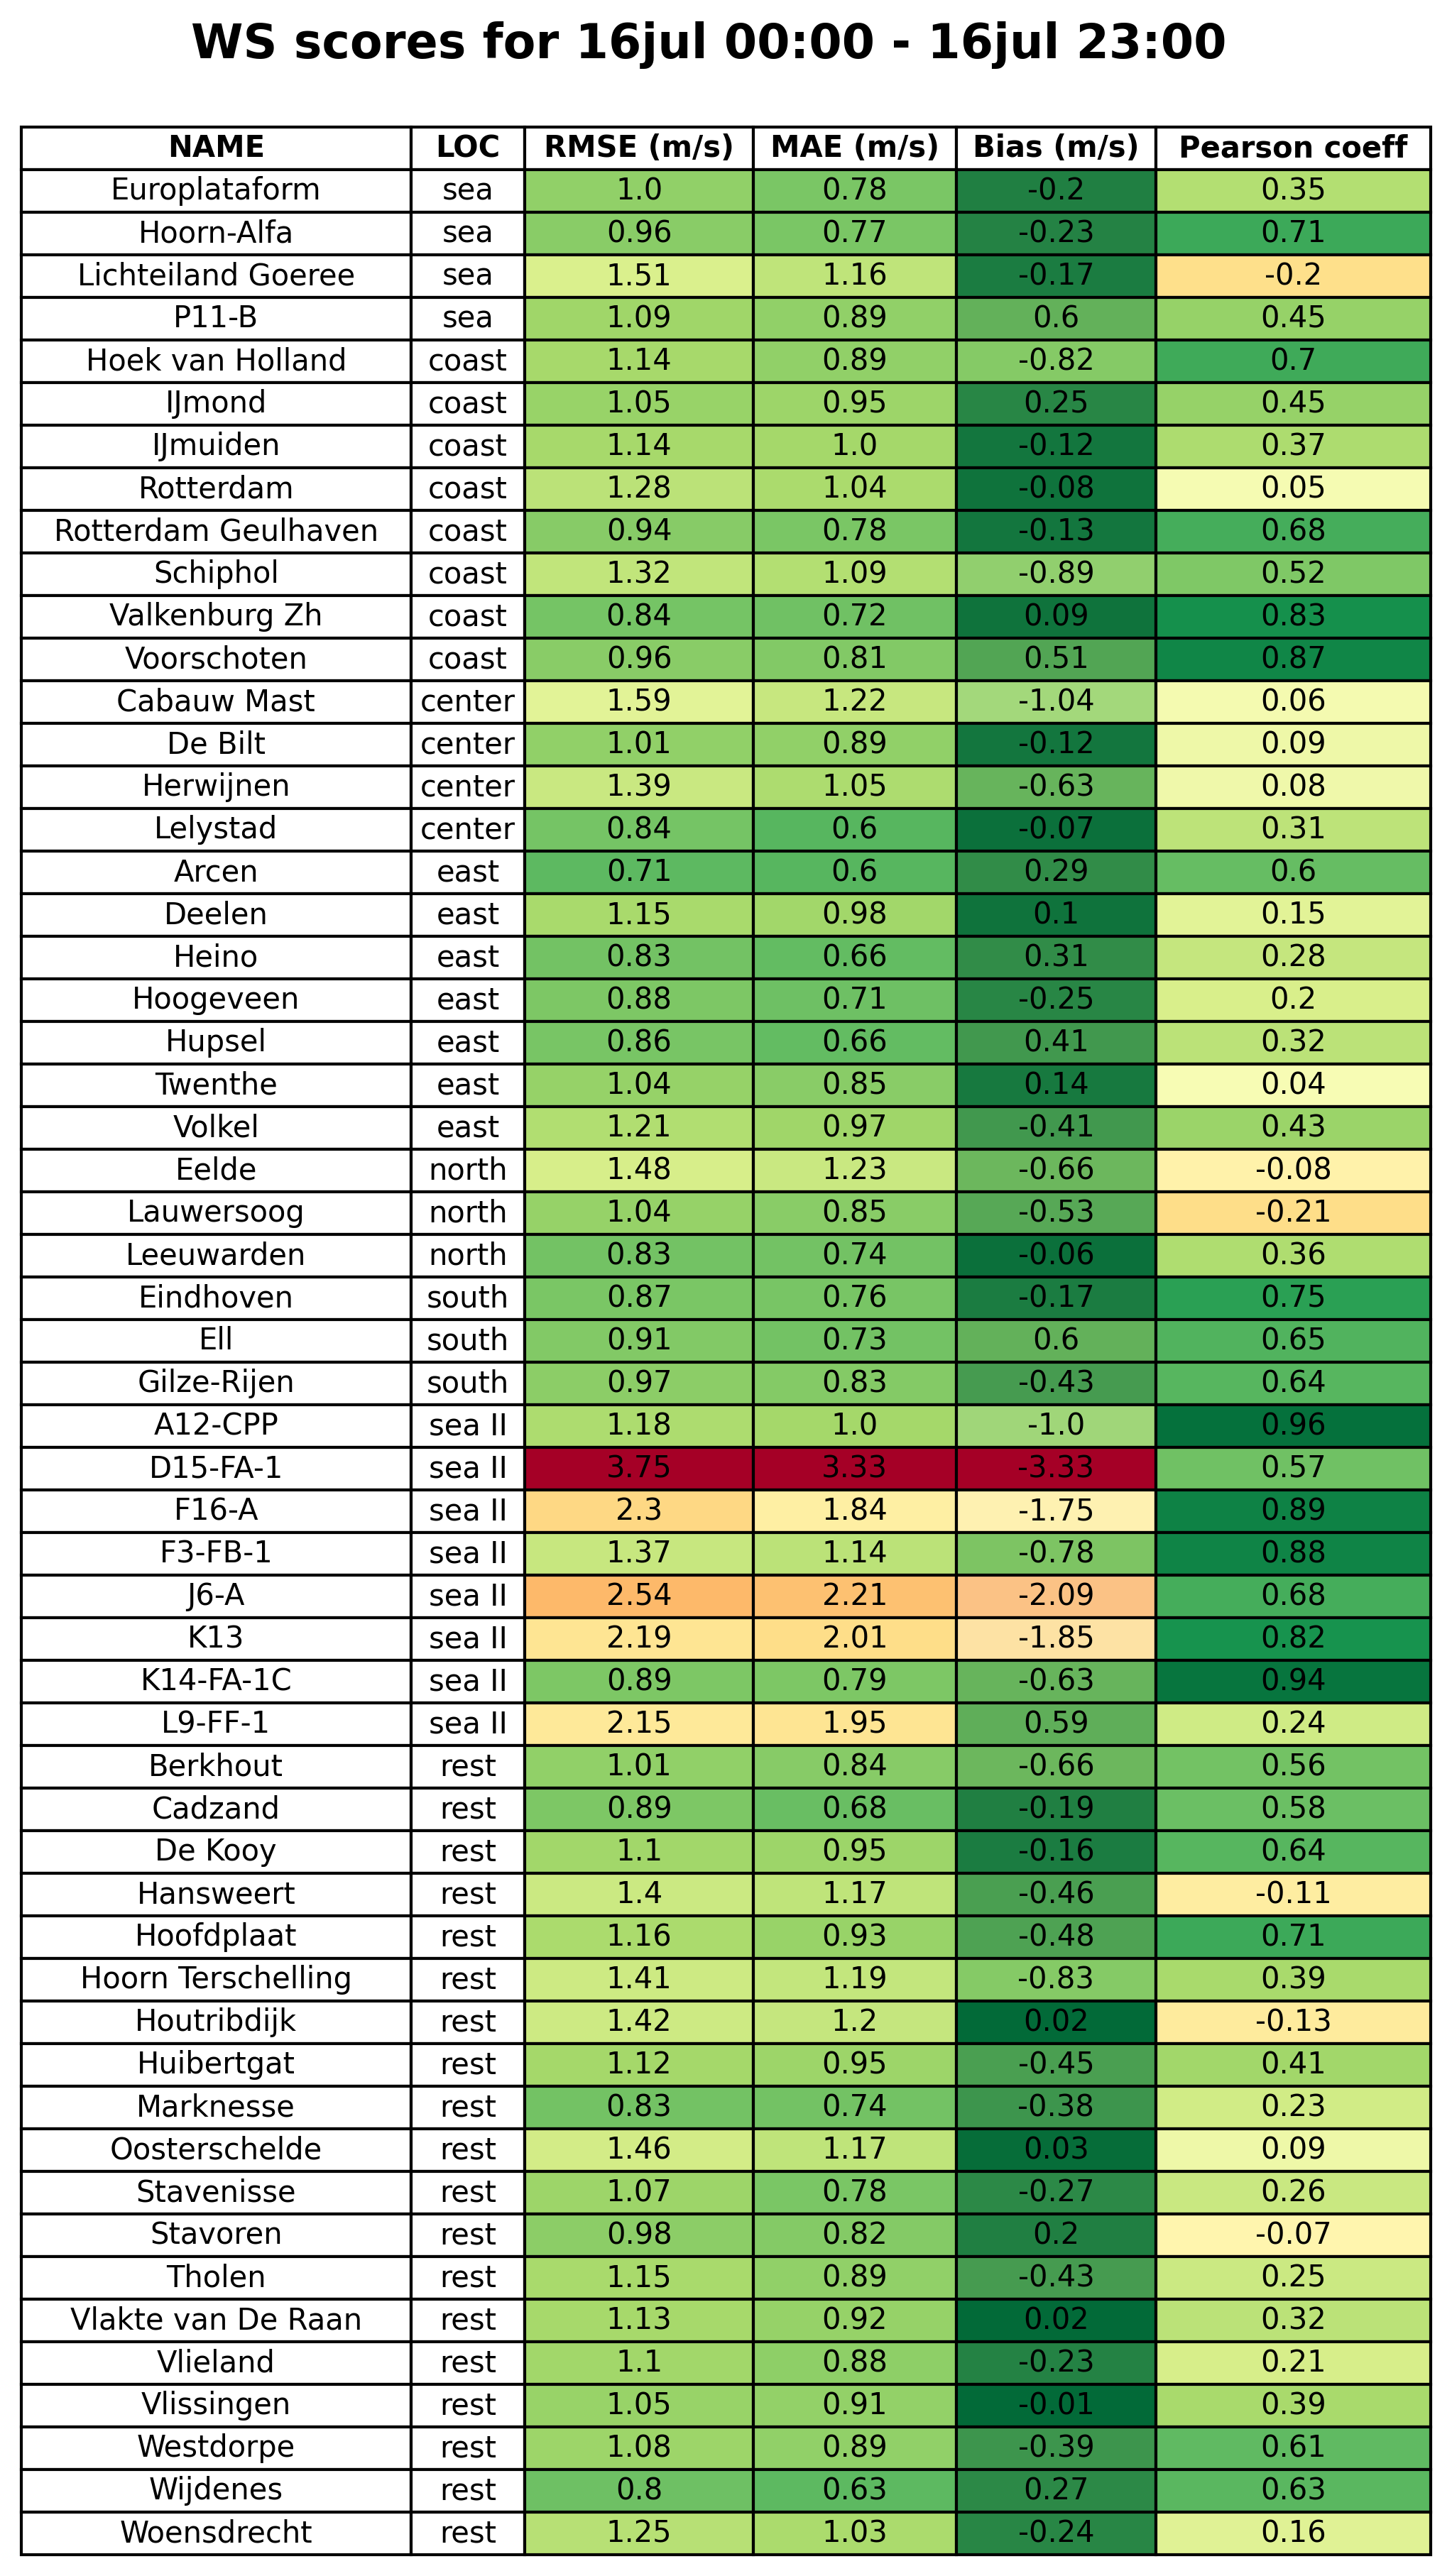 WS scores for 16jul 00:00 - 16jul 23:00
NAME LOC RMSE (m/s) MAE (m/s) Bias (m/s) Pearson coeff
Europlataform sea 1.0 0.78 -0.2 0.35
Hoorn-Alfa sea 0.96 0.77 -0.23 0.71
Lichteiland Goeree sea 1.51 1.16 -0.17 -0.2
P11-B sea 1.09 0.89 0.6 0.45
Hoek van Holland coast 1.14 0.89 -0.82 0.7
IJmond coast 1.05 0.95 0.25 0.45
IJmuiden coast 1.14 1.0 -0.12 0.37
Rotterdam coast 1.28 1.04 -0.08 0.05
Rotterdam Geulhaven coast 0.94 0.78 -0.13 0.68
Schiphol coast 1.32 1.09 -0.89 0.52
Valkenburg Zh coast 0.84 0.72 0.09 0.83
Voorschoten coast 0.96 0.81 0.51 0.87
Cabauw Mast center 1.59 1.22 -1.04 0.06
De Bilt center 1.01 0.89 -0.12 0.09
Herwijnen center 1.39 1.05 -0.63 0.08
Lelystad center 0.84 0.6 -0.07 0.31
Arcen east 0.71 0.6 0.29 0.6
Deelen east 1.15 0.98 0.1 0.15
Heino east 0.83 0.66 0.31 0.28
Hoogeveen east 0.88 0.71 -0.25 0.2
Hupsel east 0.86 0.66 0.41 0.32
Twenthe east 1.04 0.85 0.14 0.04
Volkel east 1.21 0.97 -0.41 0.43
Eelde north 1.48 1.23 -0.66 -0.08
Lauwersoog north 1.04 0.85 -0.53 -0.21
Leeuwarden north 0.83 0.74 -0.06 0.36
Eindhoven south 0.87 0.76 -0.17 0.75
Ell south 0.91 0.73 0.6 0.65
Gilze-Rijen south 0.97 0.83 -0.43 0.64
A12-CPP sea II 1.18 1.0 -1.0 0.96
D15-FA-1 sea II 3.75 3.33 -3.33 0.57
F16-A sea II 2.3 1.84 -1.75 0.89
F3-FB-1 sea II 1.37 1.14 -0.78 0.88
J6-A sea II 2.54 2.21 -2.09 0.68
K13 sea II 2.19 2.01 -1.85 0.82
K14-FA-1C sea II 0.89 0.79 -0.63 0.94
L9-FF-1 sea II 2.15 1.95 0.59 0.24
Berkhout rest 1.01 0.84 -0.66 0.56
Cadzand rest 0.89 0.68 -0.19 0.58
De Kooy rest 1.1 0.95 -0.16 0.64
Hansweert rest 1.4 1.17 -0.46 -0.11
Hoofdplaat rest 1.16 0.93 -0.48 0.71
Hoorn Terschelling rest 1.41 1.19 -0.83 0.39
Houtribdijk rest 1.42 1.2 0.02 -0.13
Huibertgat rest 1.12 0.95 -0.45 0.41
Marknesse rest 0.83 0.74 -0.38 0.23
Oosterschelde rest 1.46 1.17 0.03 0.09
Stavenisse rest 1.07 0.78 -0.27 0.26
Stavoren rest 0.98 0.82 0.2 -0.07
Tholen rest 1.15 0.89 -0.43 0.25
Vlakte van De Raan rest 1.13 0.92 0.02 0.32
Vlieland rest 1.1 0.88 -0.23 0.21
Vlissingen rest 1.05 0.91 -0.01 0.39
Westdorpe rest 1.08 0.89 -0.39 0.61
Wijdenes rest 0.8 0.63 0.27 0.63
Woensdrecht rest 1.25 1.03 -0.24 0.16